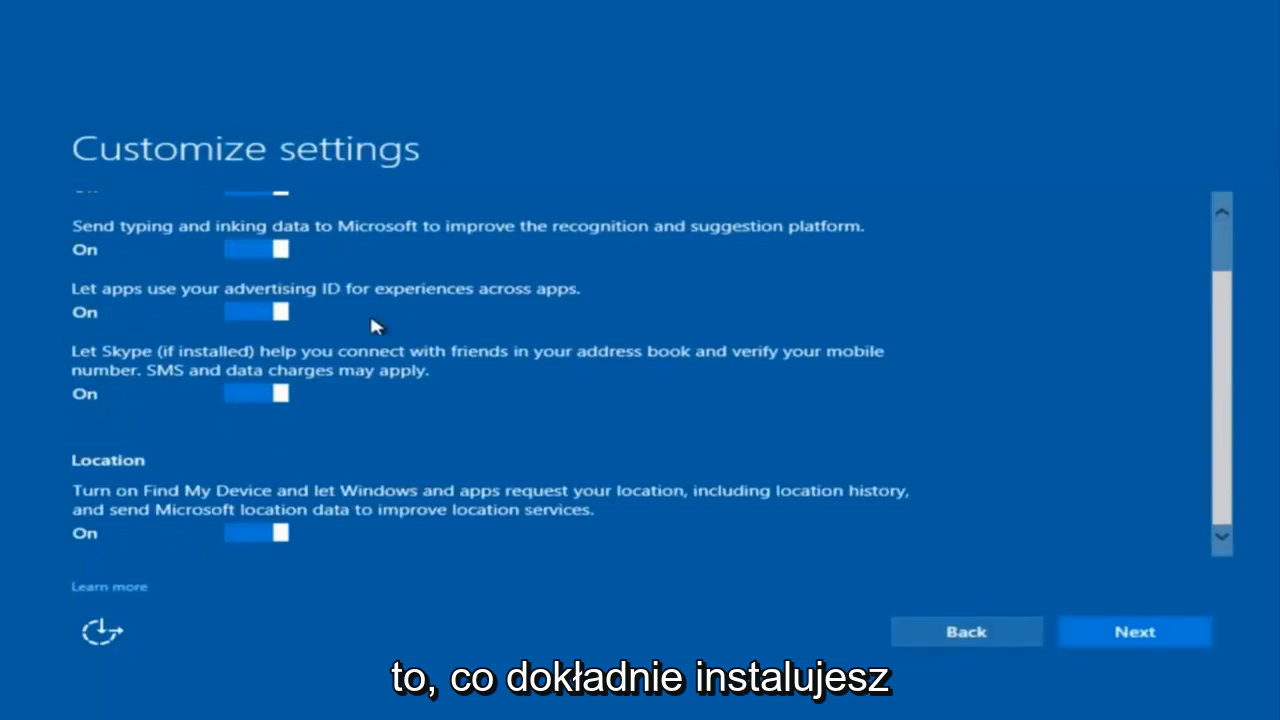 Customize settings
Send typing and inking data to Microsoft to improve the recognition and suggestion platform.
On
Let apps use your advertising ID for experiences across apps.
On
Let Skype (if installed) help you connect with friends in your address book and verify your mobile
number. SMS and data charges may apply.
On
Location
Turn on Find My Device and let Windows and apps request your location, including location history,
and send Microsoft location data to improve location services.
On
Learn more
Back
Next
to, co dokładnie instalujesz